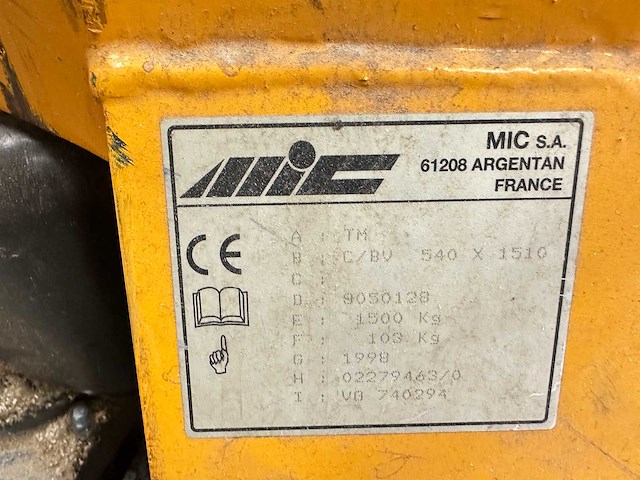 MIC
MIC S.A.
61208 ARGENTAN
FRANCE
CE
A : TM
B : C/BV 540 X 1510
C :
D : 9050128
E : 1500 Kg
F : 103 Kg
G : 1998
H : 02279463/0
I : VB 740294